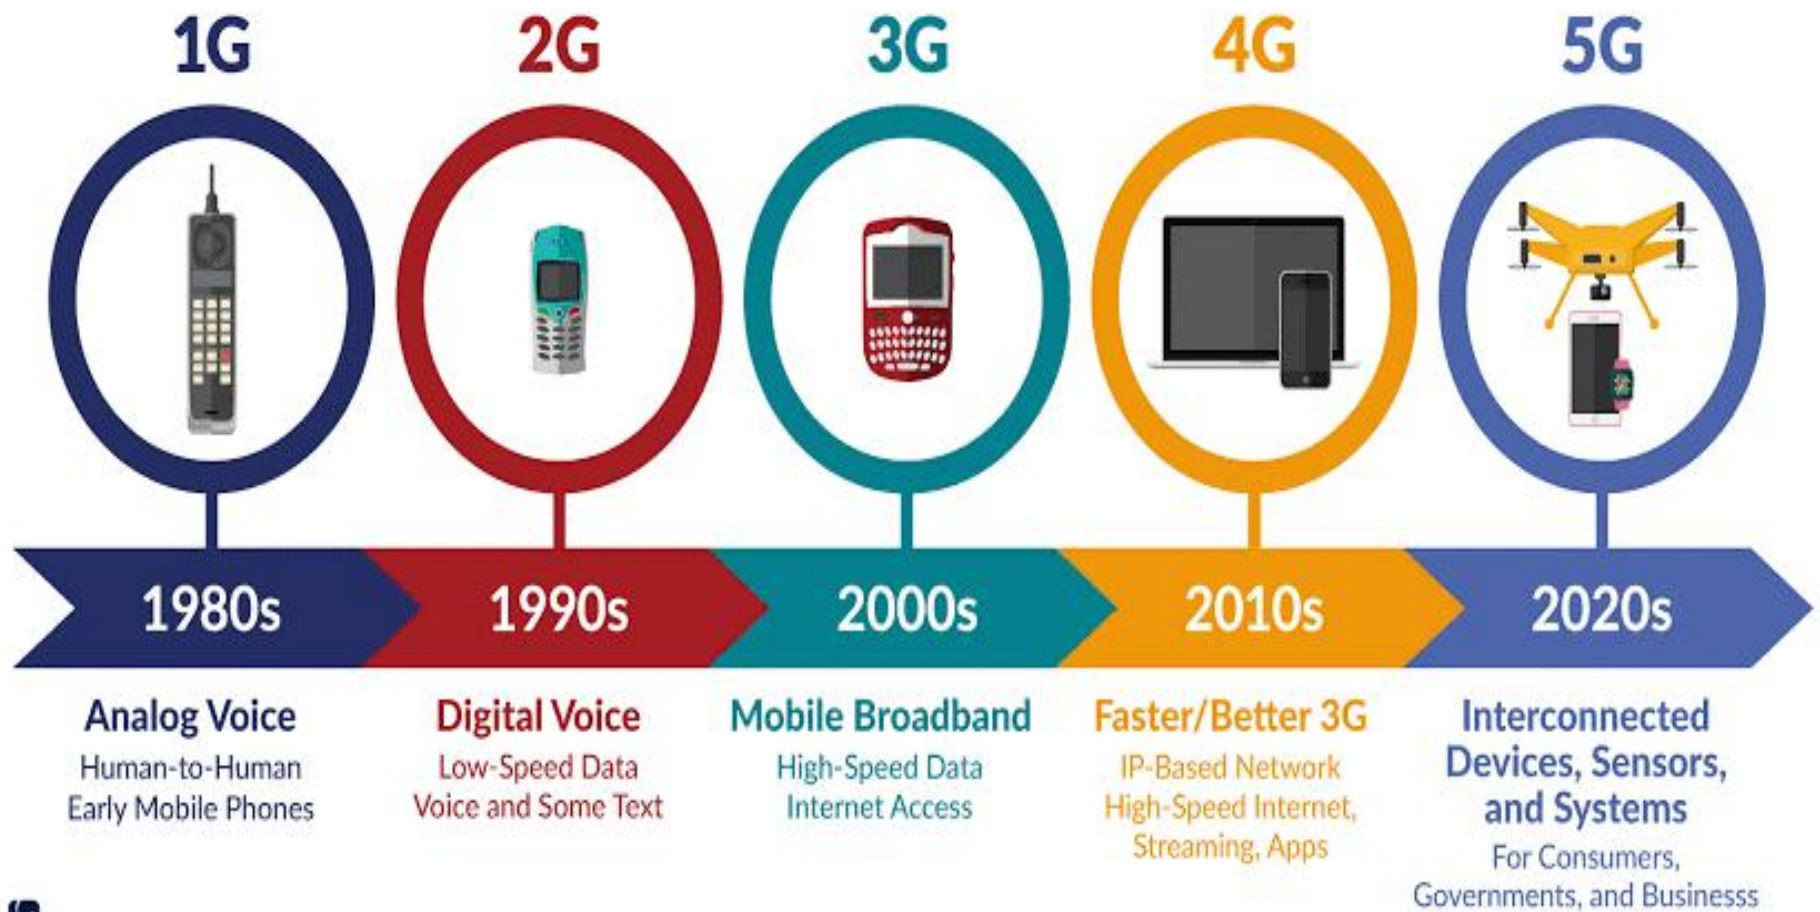 1G
2G
3G
4G
5G
1980s
1990s
2000s
2010s
2020s
Analog Voice
Human-to-Human
Early Mobile Phones
Digital Voice
Low-Speed Data
Voice and Some Text
Mobile Broadband
High-Speed Data
Internet Access
Faster/Better 3G
IP-Based Network
High-Speed Internet,
Streaming, Apps
Interconnected
Devices, Sensors,
and Systems
For Consumers,
Governments, and Businesss